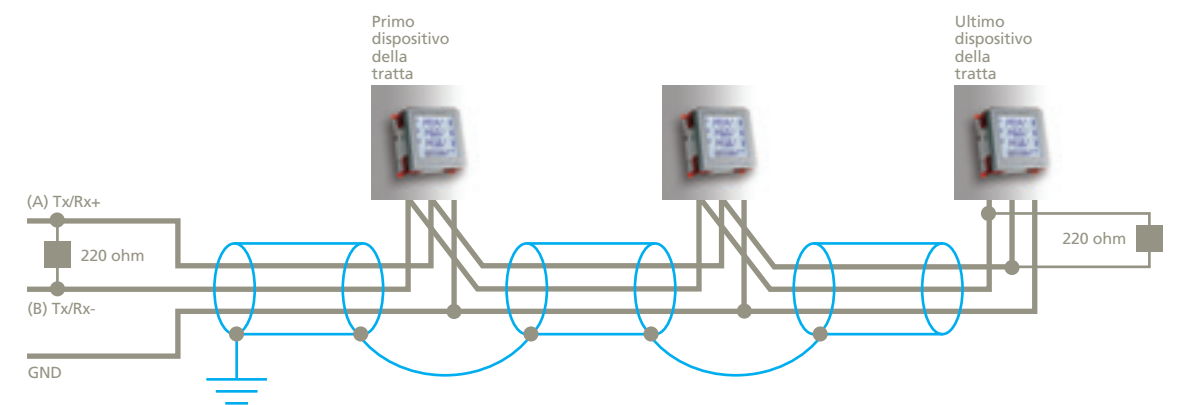 Primo
dispositivo
della
tratta
Ultimo
dispositivo
della
tratta
(A) Tx/Rx+
220 ohm
220 ohm
(B) Tx/Rx-
GND